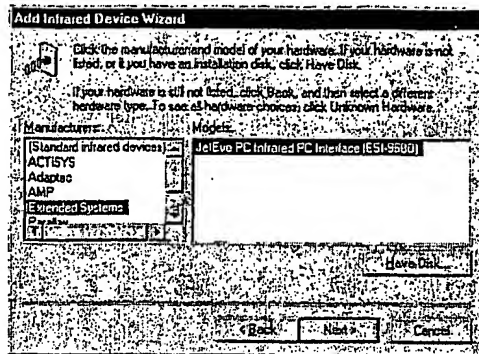 Add Infrared Device Wizard
Click the manufacturer and model of your hardware. If your hardware is not
listed, or if you have an installation disk, click Have Disk.
If your hardware is still not listed, click Back, and then select a different
hardware type. To see all hardware choices, click Unknown Hardware.
Manufacturers: Models:
(Standard infrared devices) JetEye PC Infrared PC Interface (ESI-9680)
ACTiSYS
Adaptec
AMP
Extended Systems
Parallax
Have Disk...
< Back Next > Cancel